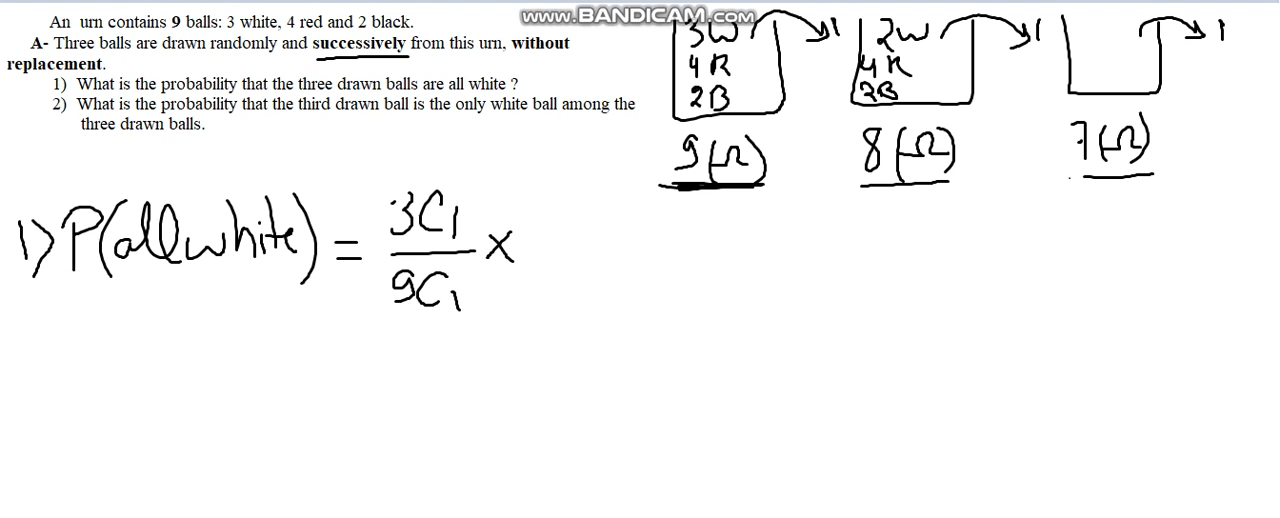 An urn contains 9 balls: 3 white, 4 red and 2 black.
A- Three balls are drawn randomly and successively from this urn, without
replacement.
1) What is the probability that the three drawn balls are all white ?
2) What is the probability that the third drawn ball is the only white ball among the
three drawn balls.
www.BANDICAM.com
3W
4R
2B
1
9(Ω)
2W
4R
2B
1
8(Ω)
1
7(Ω)
1) P(all white) = 3C1 / 9C1 ×